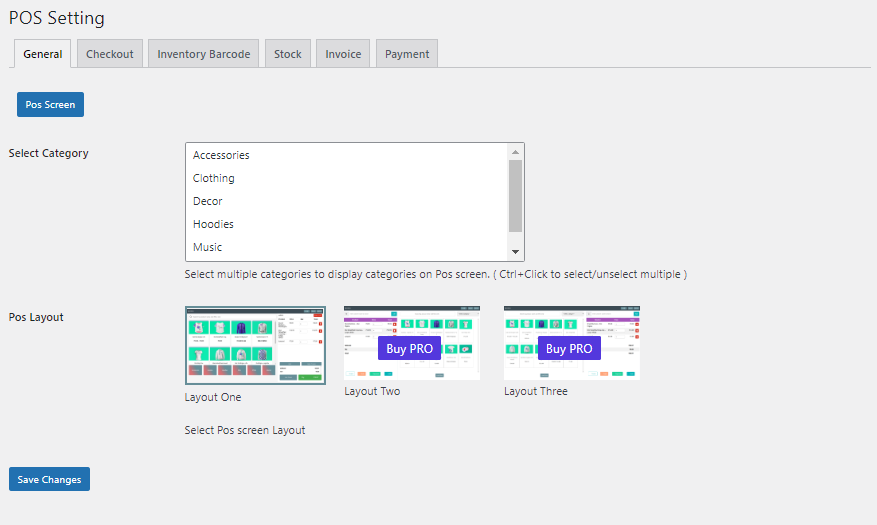 POS Setting
General Checkout Inventory Barcode Stock Invoice Payment
Pos Screen
Select Category
Accessories
Clothing
Decor
Hoodies
Music
Select multiple categories to display categories on Pos screen. ( Ctrl+Click to select/unselect multiple )
Pos Layout
Buy PRO
Buy PRO
Layout One
Layout Two
Layout Three
Select Pos screen Layout
Save Changes